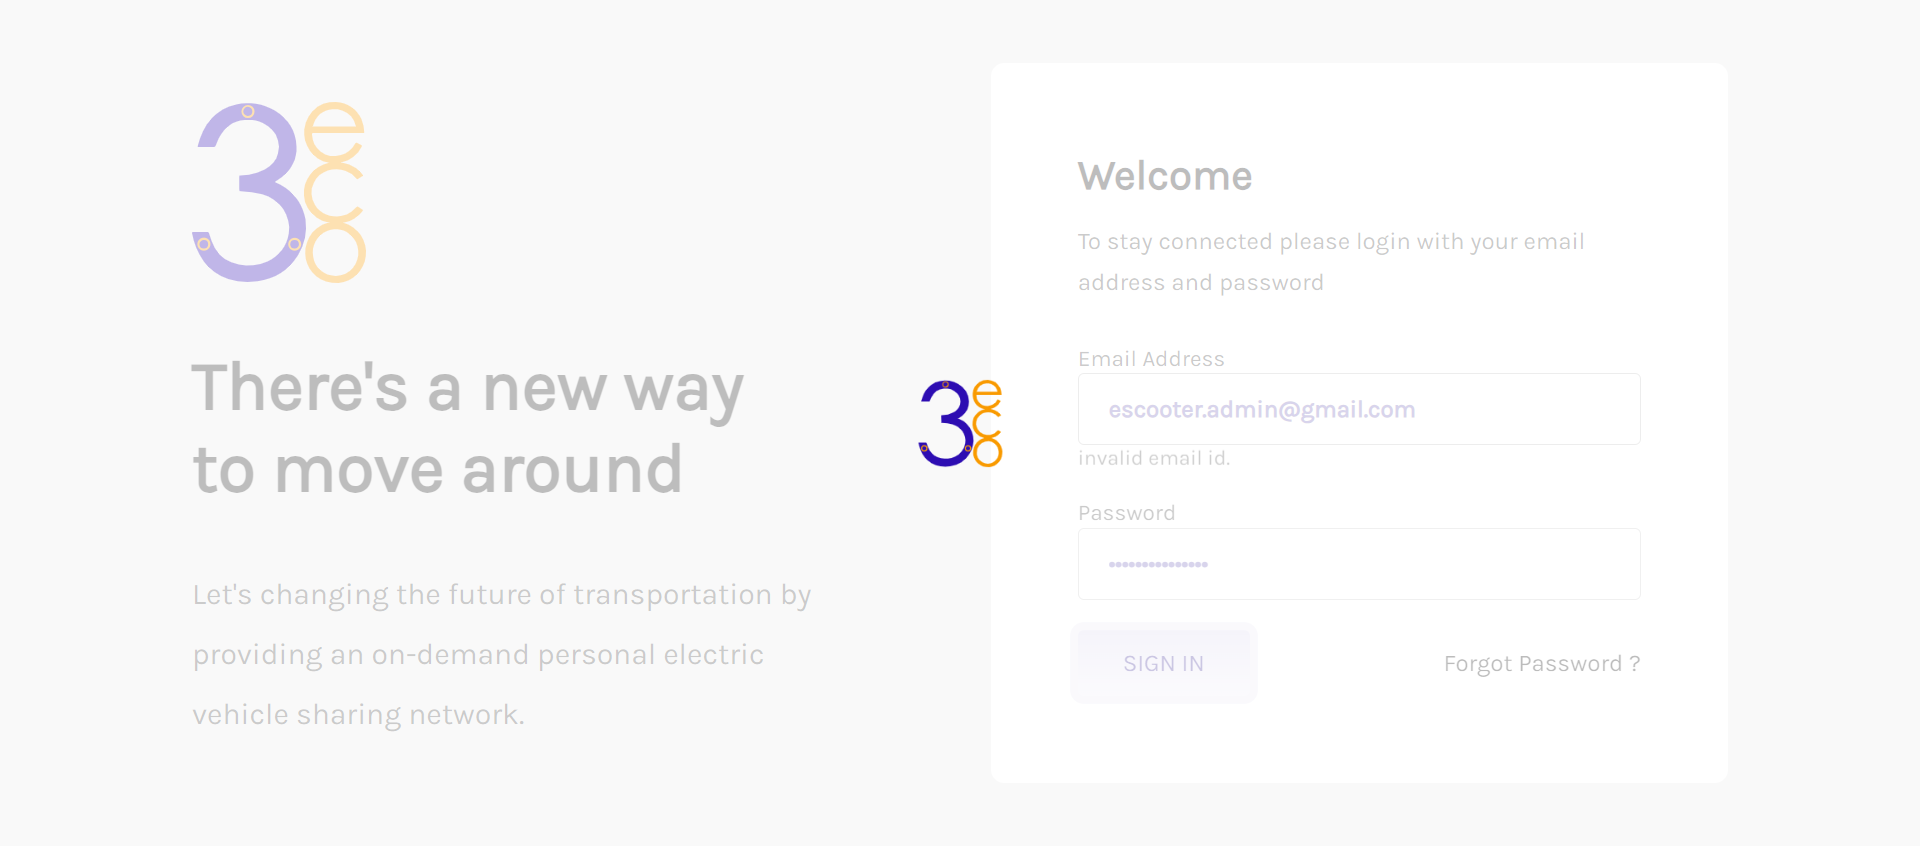 3eco
There's a new way
to move around
Let's changing the future of transportation by
providing an on-demand personal electric
vehicle sharing network.
3eco
Welcome
To stay connected please login with your email
address and password
Email Address
escooter.admin@gmail.com
invalid email id.
Password
•••••••••••••••
SIGN IN
Forgot Password ?